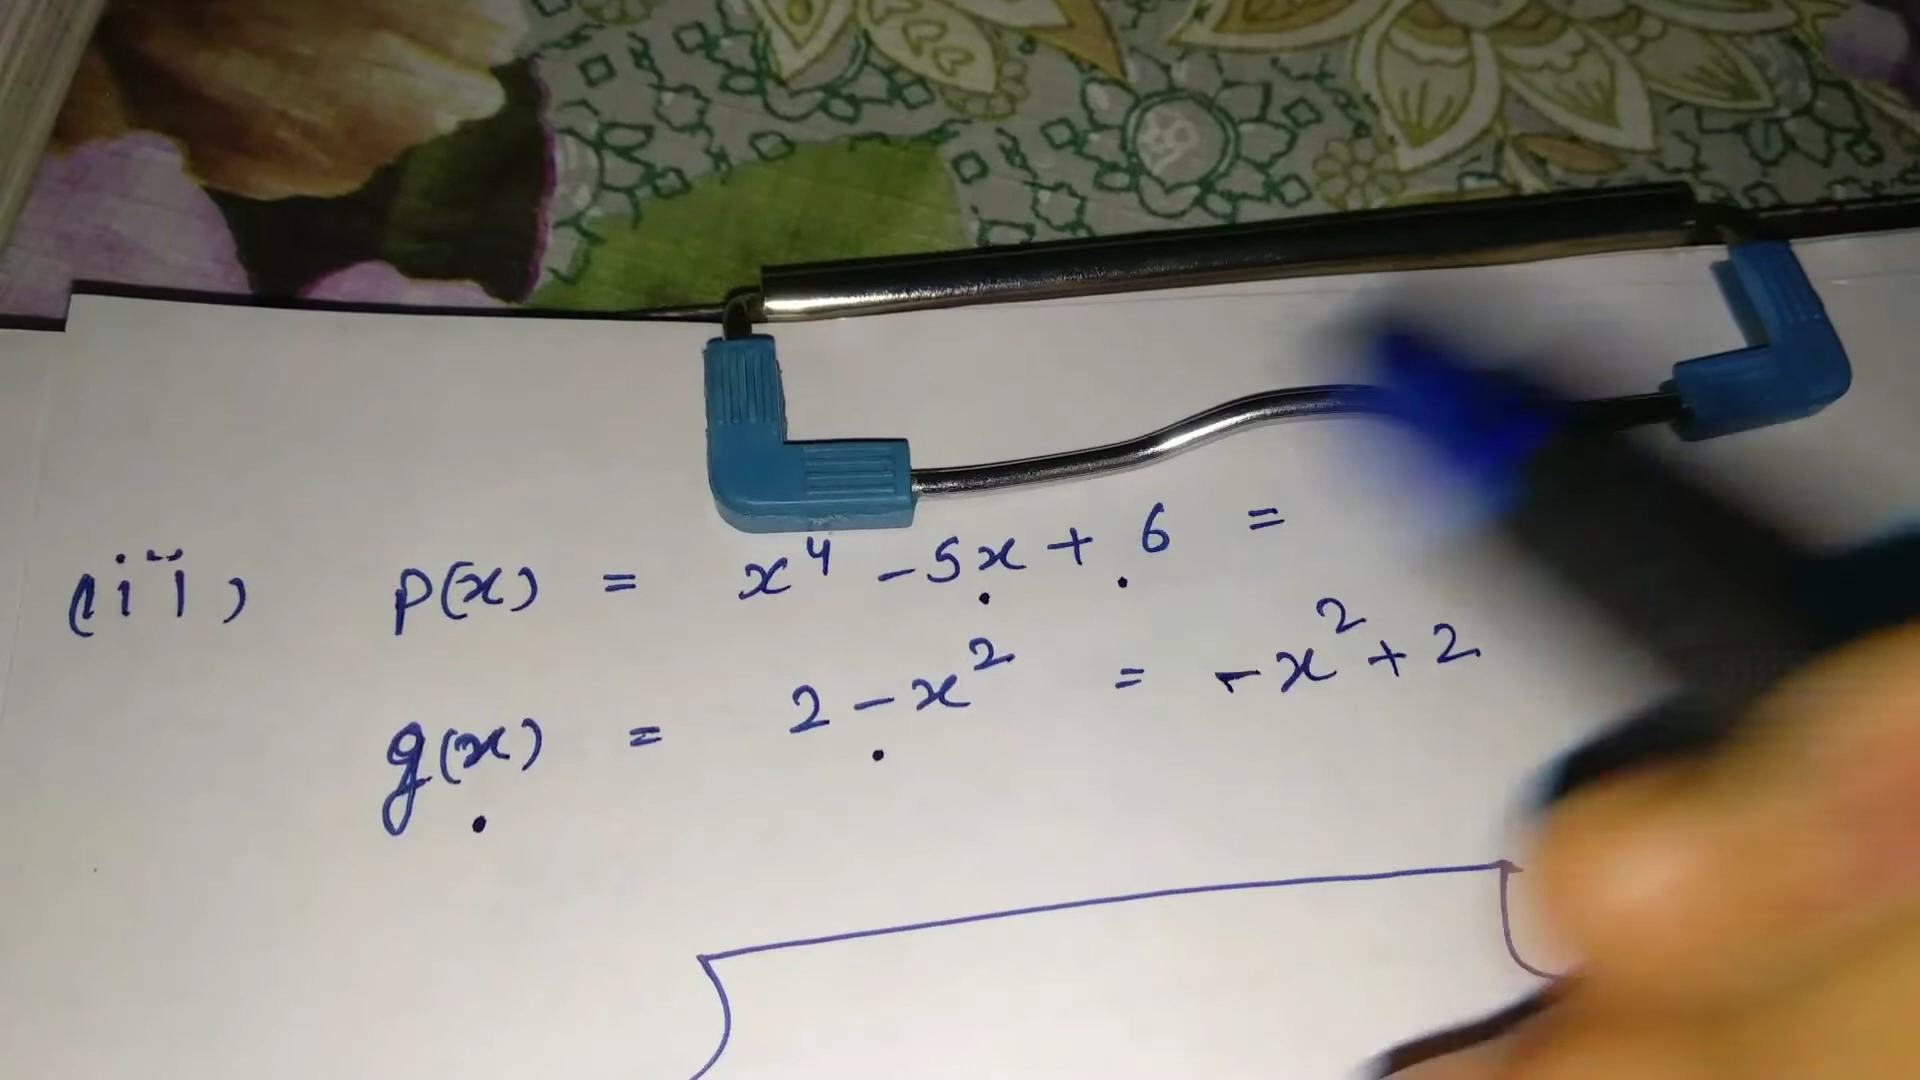 (iii) p(x) = x⁴ - 5x + 6 =
g(x) = 2 - x² = -x² + 2